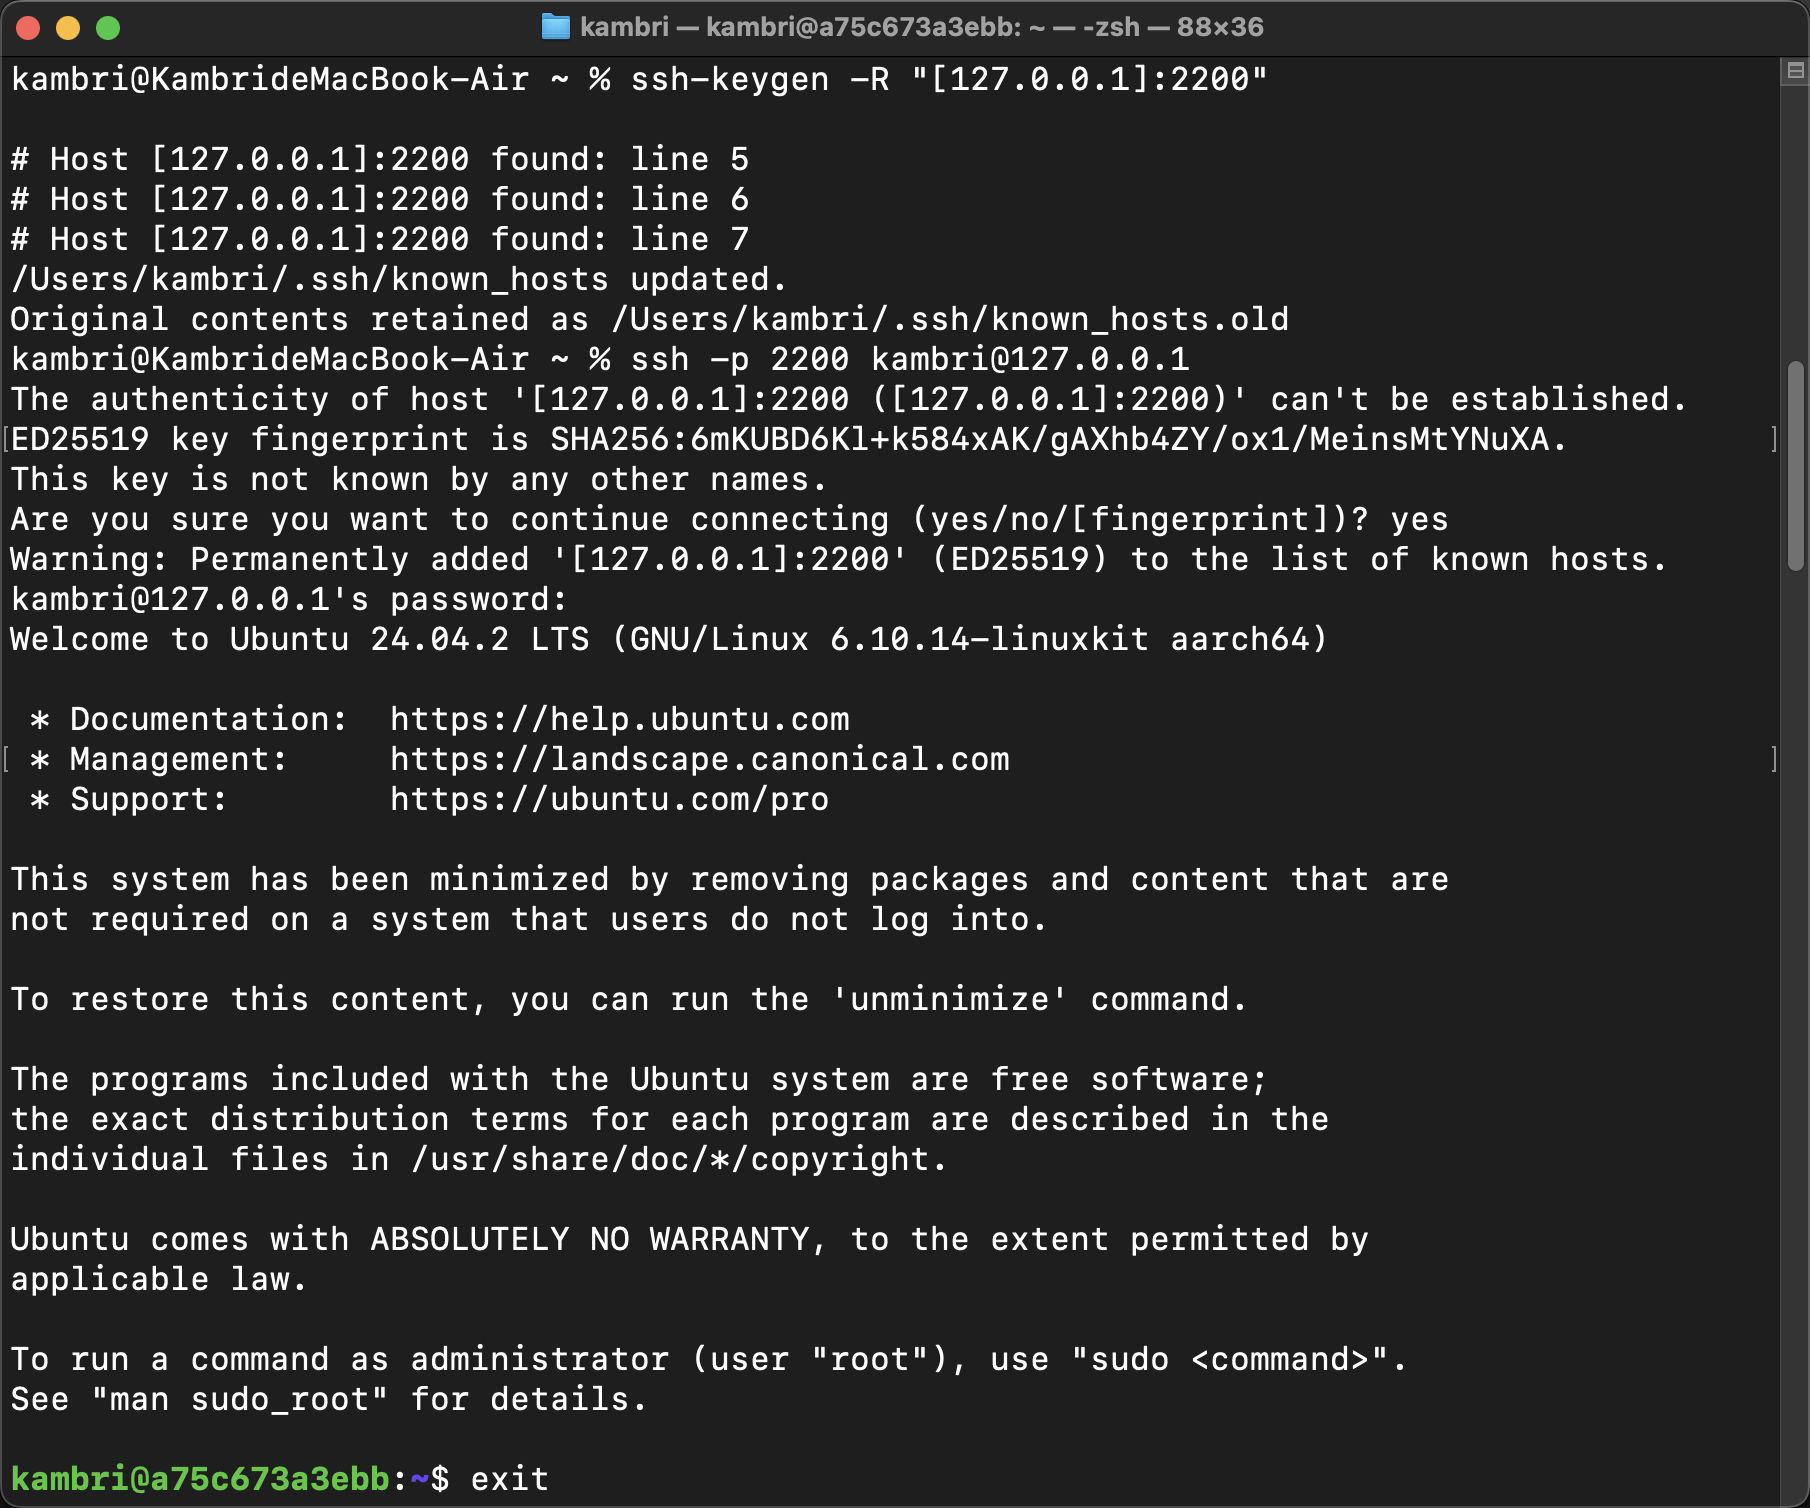 kambri — kambri@a75c673a3ebb: ~ — -zsh — 88×36
kambri@KambrideMacBook-Air ~ % ssh-keygen -R "[127.0.0.1]:2200"
# Host [127.0.0.1]:2200 found: line 5
# Host [127.0.0.1]:2200 found: line 6
# Host [127.0.0.1]:2200 found: line 7
/Users/kambri/.ssh/known_hosts updated.
Original contents retained as /Users/kambri/.ssh/known_hosts.old
kambri@KambrideMacBook-Air ~ % ssh -p 2200 kambri@127.0.0.1
The authenticity of host '[127.0.0.1]:2200 ([127.0.0.1]:2200)' can't be established.
ED25519 key fingerprint is SHA256:6mKUBD6Kl+k584xAK/gAXhb4ZY/ox1/MeinsMtYNuXA.
This key is not known by any other names.
Are you sure you want to continue connecting (yes/no/[fingerprint])? yes
Warning: Permanently added '[127.0.0.1]:2200' (ED25519) to the list of known hosts.
kambri@127.0.0.1's password:
Welcome to Ubuntu 24.04.2 LTS (GNU/Linux 6.10.14-linuxkit aarch64)
* Documentation:  https://help.ubuntu.com
* Management:     https://landscape.canonical.com
* Support:        https://ubuntu.com/pro
This system has been minimized by removing packages and content that are
not required on a system that users do not log into.
To restore this content, you can run the 'unminimize' command.
The programs included with the Ubuntu system are free software;
the exact distribution terms for each program are described in the
individual files in /usr/share/doc/*/copyright.
Ubuntu comes with ABSOLUTELY NO WARRANTY, to the extent permitted by
applicable law.
To run a command as administrator (user "root"), use "sudo <command>".
See "man sudo_root" for details.
kambri@a75c673a3ebb:~$ exit